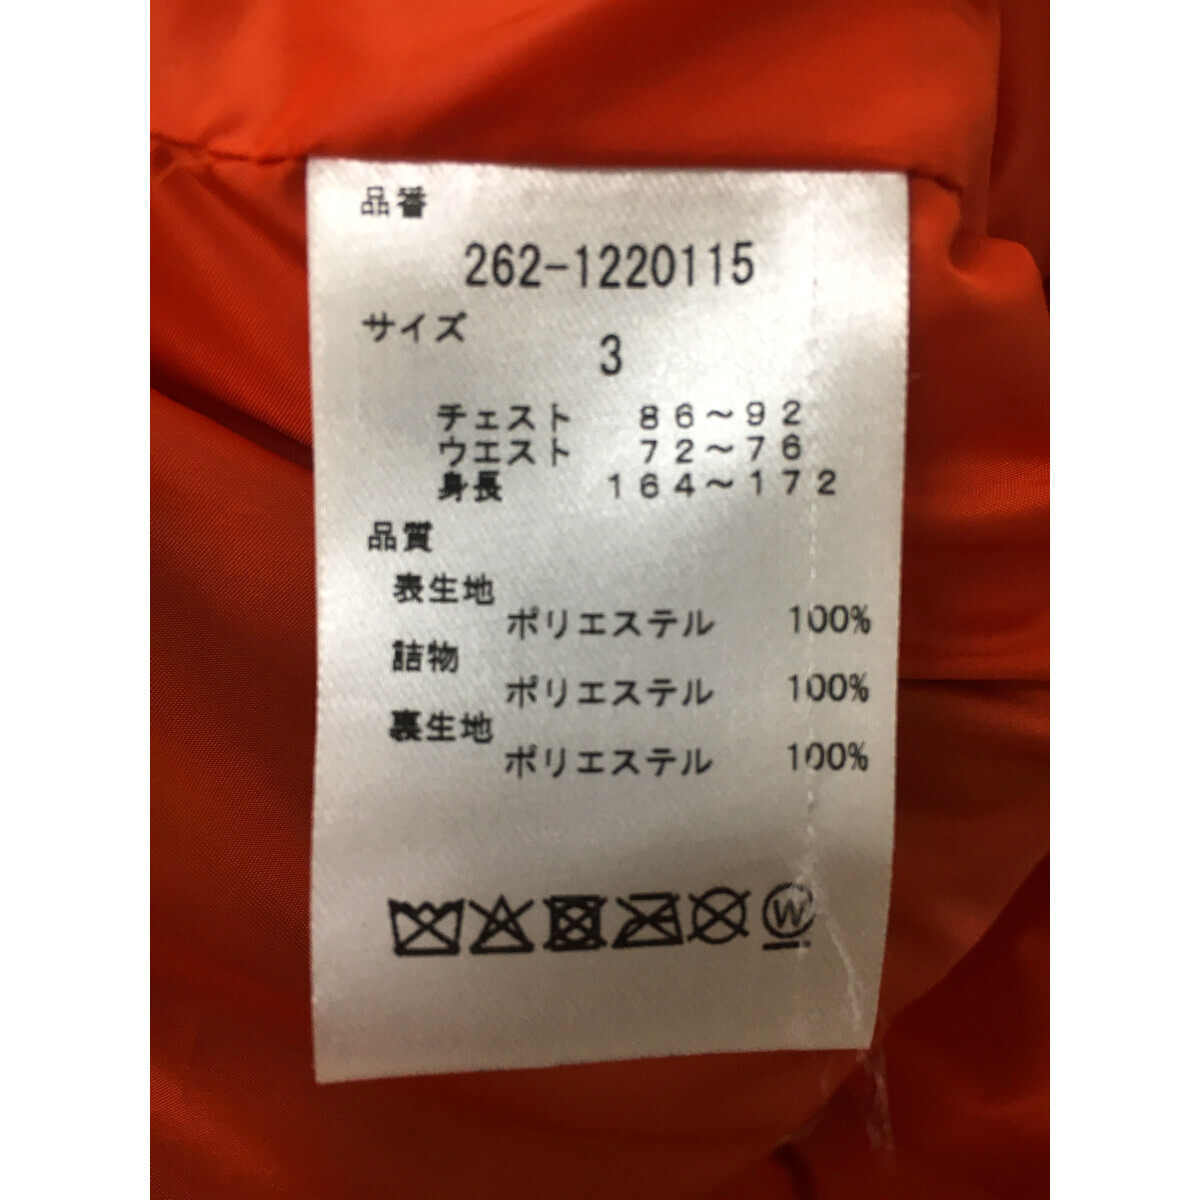 品番
262-1220115
サイズ
3
チェスト 86～92
ウエスト 72～76
身長 164～172
品質
表生地
ポリエステル 100%
詰物
ポリエステル 100%
裏生地
ポリエステル 100%
W